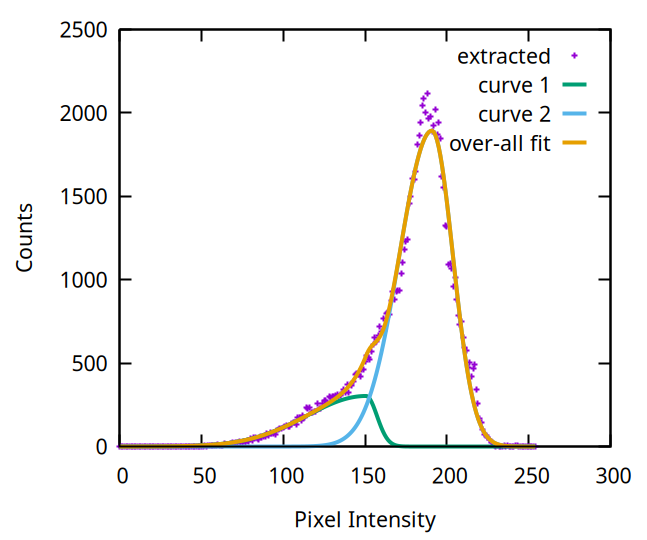 2500
2000
1500
1000
500
0
Counts
extracted
curve 1
curve 2
over-all fit
0 50 100 150 200 250 300
Pixel Intensity